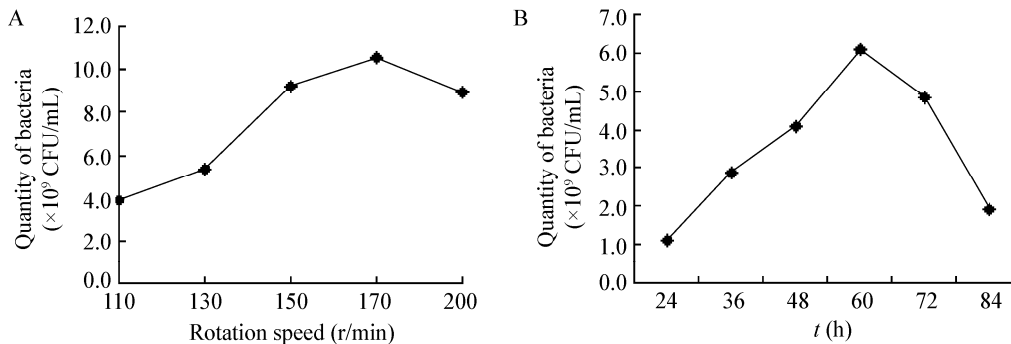 A
12.0
10.0
8.0
6.0
4.0
2.0
0.0
Quantity of bacteria
(×10⁹ CFU/mL)
110 130 150 170 200
Rotation speed (r/min)
B
7.0
6.0
5.0
4.0
3.0
2.0
1.0
0.0
Quantity of bacteria
(×10⁹ CFU/mL)
24 36 48 60 72 84
t (h)